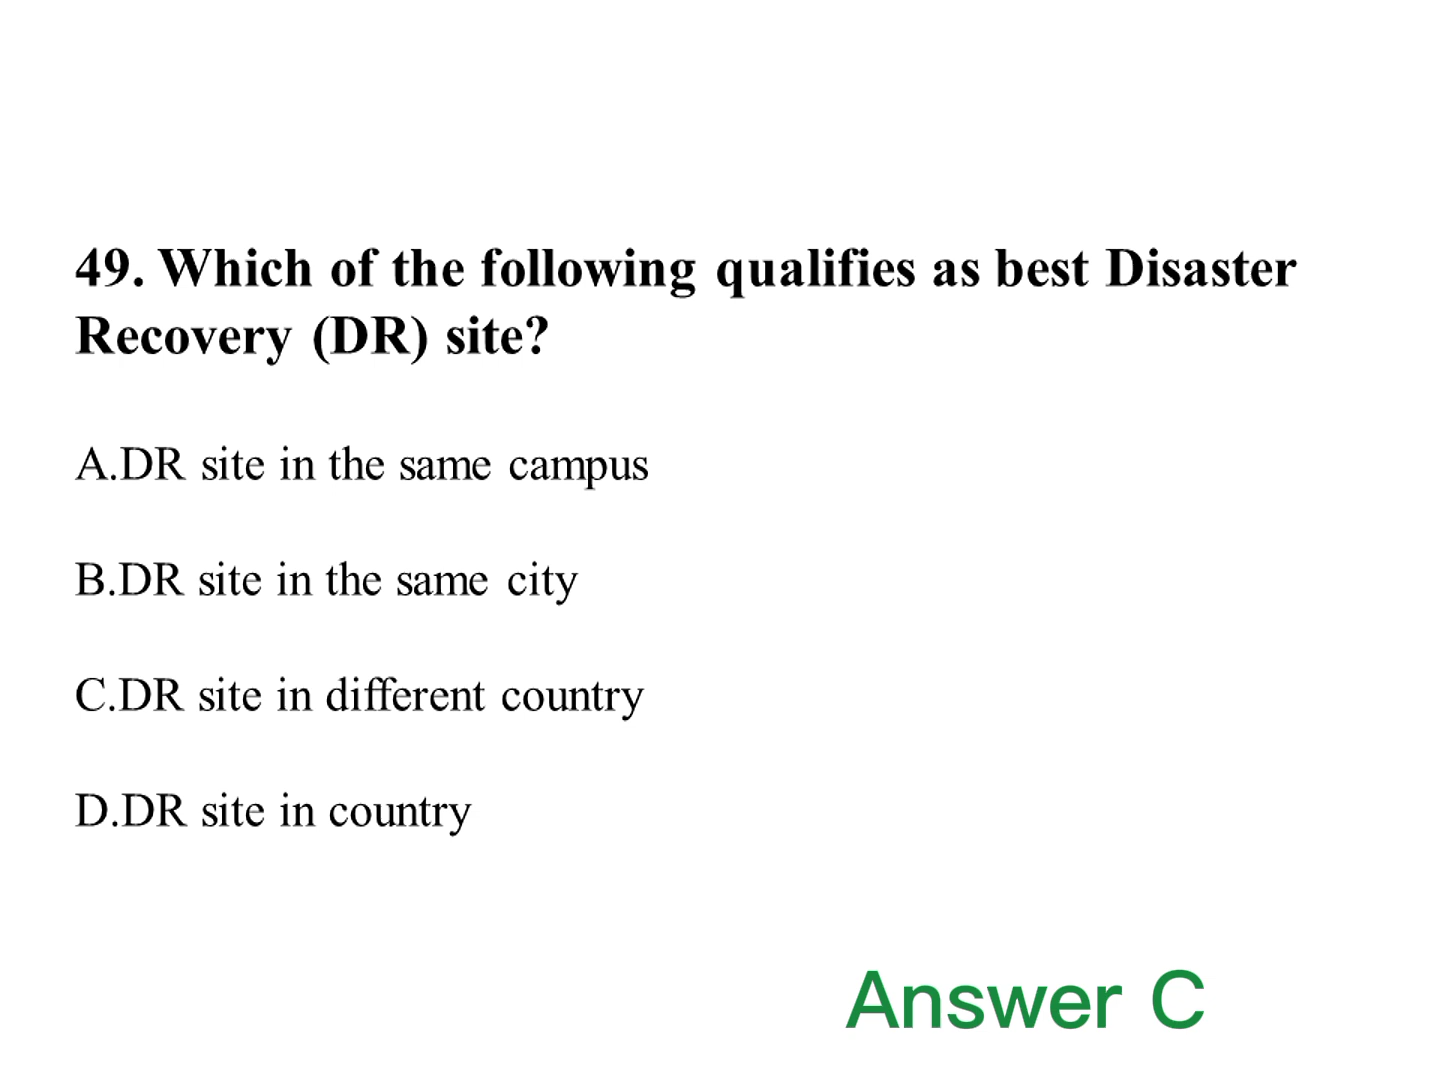 49. Which of the following qualifies as best Disaster
Recovery (DR) site?
A.DR site in the same campus
B.DR site in the same city
C.DR site in different country
D.DR site in country
Answer C